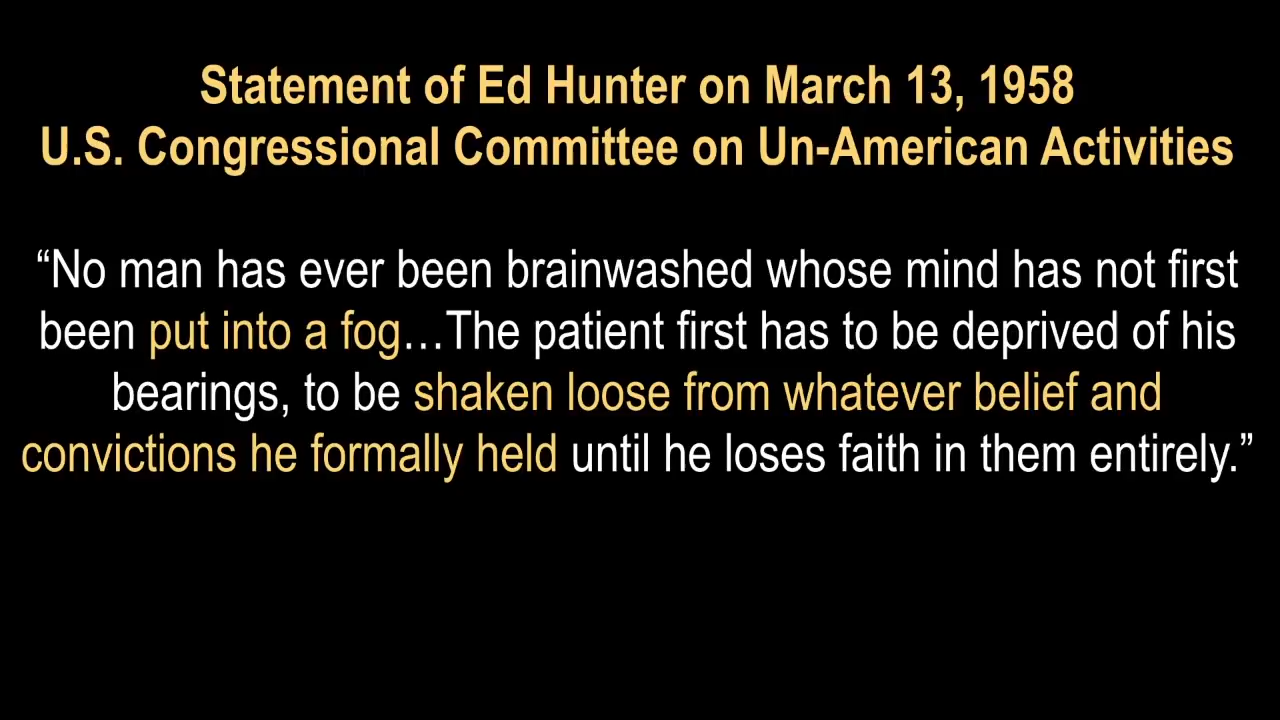 Statement of Ed Hunter on March 13, 1958
U.S. Congressional Committee on Un-American Activities
“No man has ever been brainwashed whose mind has not first
been put into a fog…The patient first has to be deprived of his
bearings, to be shaken loose from whatever belief and
convictions he formally held until he loses faith in them entirely.”